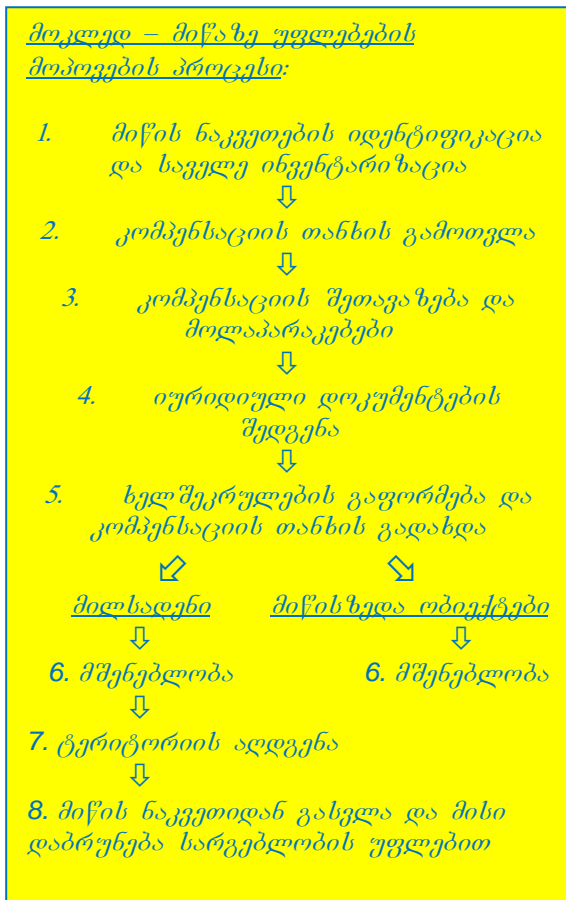 მოკლედ – მიწაზე უფლებების
მოპოვების პროცესი:
1. მიწის ნაკვეთების იდენტიფიკაცია
და საველე ინვენტარიზაცია
⇩
2. კომპენსაციის თანხის გამოთვლა
⇩
3. კომპენსაციის შეთავაზება და
მოლაპარაკებები
⇩
4. იურიდიული დოკუმენტების
შედგენა
⇩
5. ხელშეკრულების გაფორმება და
კომპენსაციის თანხის გადახდა
⬃ ⬂
მილსადენი მიწისზედა ობიექტები
⇩ ⇩
6. მშენებლობა 6. მშენებლობა
⇩
7. ტერიტორიის აღდგენა
⇩
8. მიწის ნაკვეთიდან გასვლა და მისი
დაბრუნება სარგებლობის უფლებით